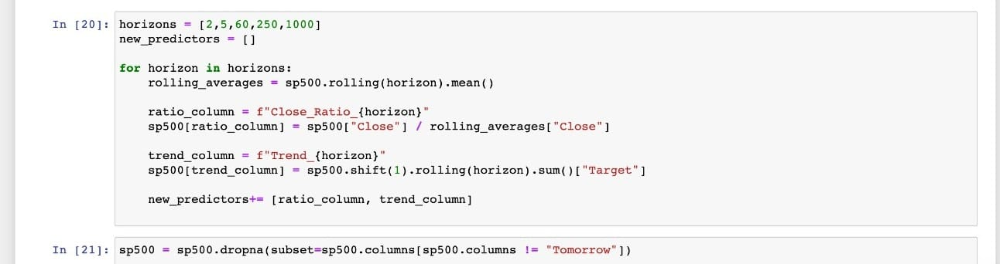 In [20]: horizons = [2,5,60,250,1000]
new_predictors = []
for horizon in horizons:
    rolling_averages = sp500.rolling(horizon).mean()
    ratio_column = f"Close_Ratio_{horizon}"
    sp500[ratio_column] = sp500["Close"] / rolling_averages["Close"]
    trend_column = f"Trend_{horizon}"
    sp500[trend_column] = sp500.shift(1).rolling(horizon).sum()["Target"]
    new_predictors+= [ratio_column, trend_column]
In [21]: sp500 = sp500.dropna(subset=sp500.columns[sp500.columns != "Tomorrow"])